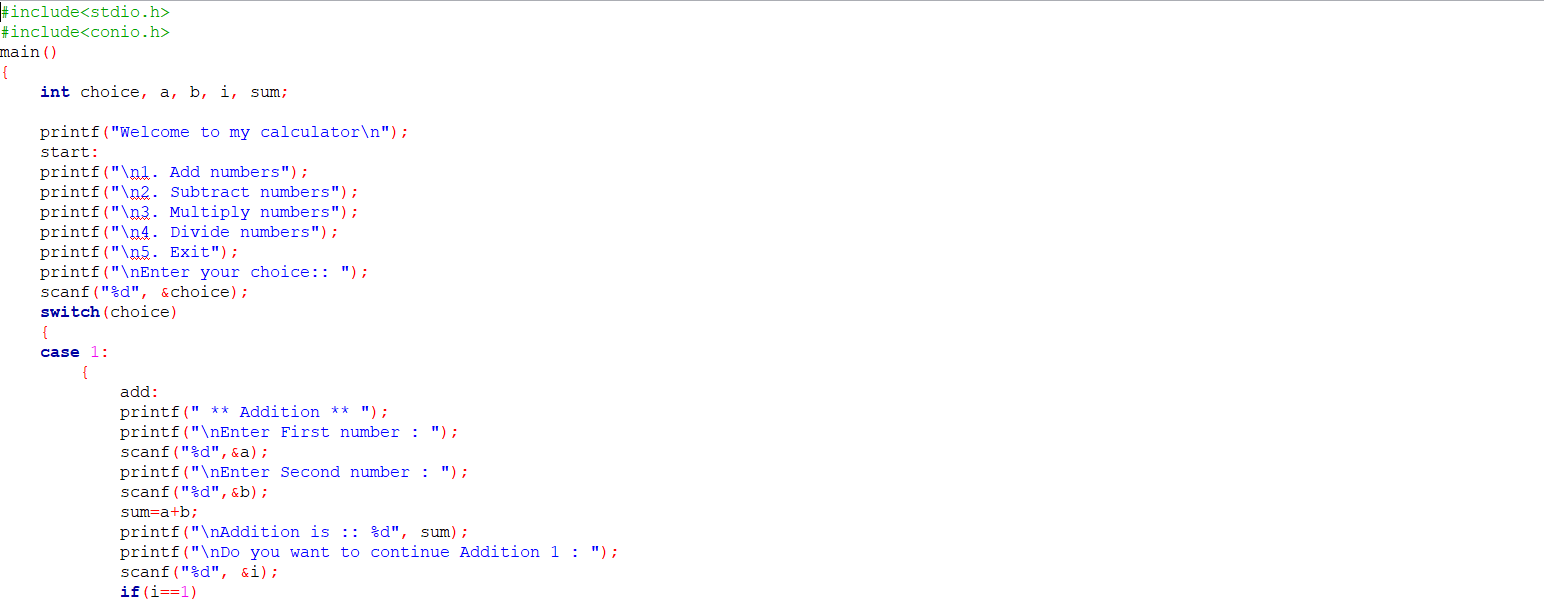 #include<stdio.h>
#include<conio.h>
main()
{
    int choice, a, b, i, sum;

    printf("Welcome to my calculator\n");
    start:
    printf("\n1. Add numbers");
    printf("\n2. Subtract numbers");
    printf("\n3. Multiply numbers");
    printf("\n4. Divide numbers");
    printf("\n5. Exit");
    printf("\nEnter your choice:: ");
    scanf("%d", &choice);
    switch(choice)
    {
    case 1:
        {
            add:
            printf(" ** Addition ** ");
            printf("\nEnter First number : ");
            scanf("%d",&a);
            printf("\nEnter Second number : ");
            scanf("%d",&b);
            sum=a+b;
            printf("\nAddition is :: %d", sum);
            printf("\nDo you want to continue Addition 1 : ");
            scanf("%d", &i);
            if(i==1)